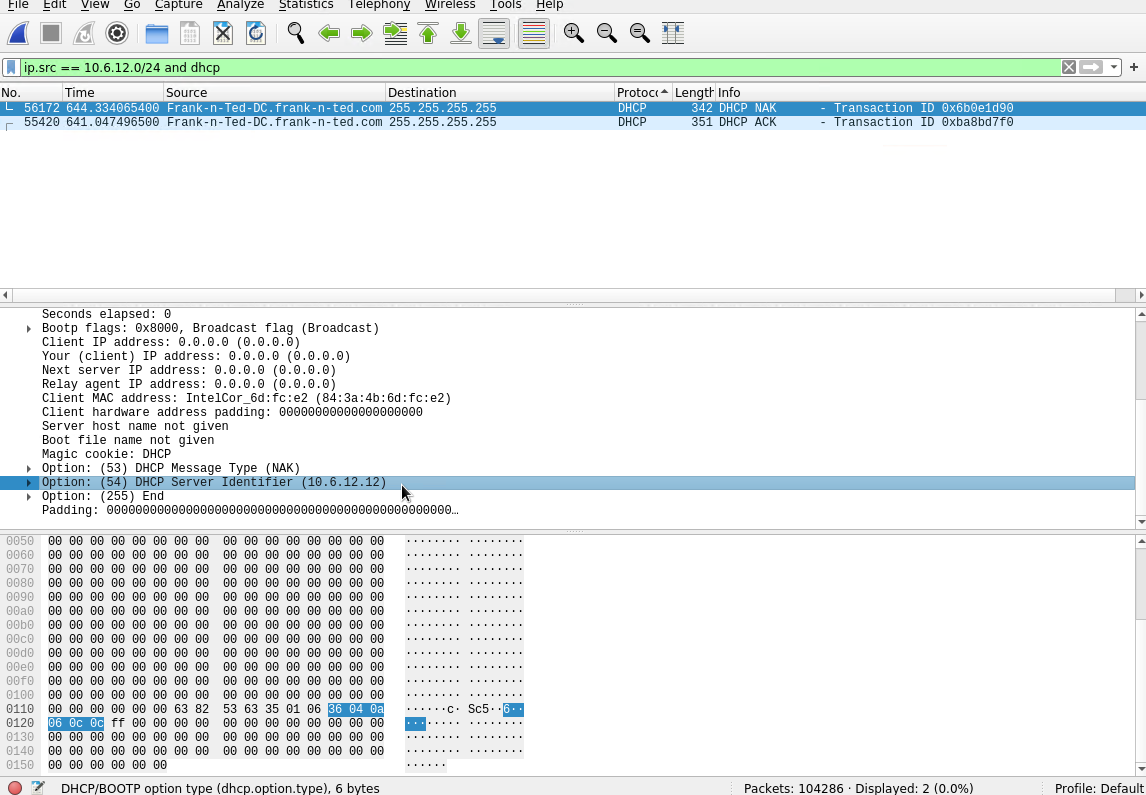 File Edit View Go Capture Analyze Statistics Telephony Wireless Tools Help
ip.src == 10.6.12.0/24 and dhcp
No. Time Source Destination Protoc Length Info
56172 644.334065400 Frank-n-Ted-DC.frank-n-ted.com 255.255.255.255 DHCP 342 DHCP NAK - Transaction ID 0x6b0e1d90
55420 641.047496500 Frank-n-Ted-DC.frank-n-ted.com 255.255.255.255 DHCP 351 DHCP ACK - Transaction ID 0xba8bd7f0
Seconds elapsed: 0
Bootp flags: 0x8000, Broadcast flag (Broadcast)
Client IP address: 0.0.0.0 (0.0.0.0)
Your (client) IP address: 0.0.0.0 (0.0.0.0)
Next server IP address: 0.0.0.0 (0.0.0.0)
Relay agent IP address: 0.0.0.0 (0.0.0.0)
Client MAC address: IntelCor_6d:fc:e2 (84:3a:4b:6d:fc:e2)
Client hardware address padding: 00000000000000000000
Server host name not given
Boot file name not given
Magic cookie: DHCP
Option: (53) DHCP Message Type (NAK)
Option: (54) DHCP Server Identifier (10.6.12.12)
Option: (255) End
Padding: 000000000000000000000000000000000000000000000000…
0050 00 00 00 00 00 00 00 00 00 00 00 00 00 00 00 00 ········ ········
0060 00 00 00 00 00 00 00 00 00 00 00 00 00 00 00 00 ········ ········
0070 00 00 00 00 00 00 00 00 00 00 00 00 00 00 00 00 ········ ········
0080 00 00 00 00 00 00 00 00 00 00 00 00 00 00 00 00 ········ ········
0090 00 00 00 00 00 00 00 00 00 00 00 00 00 00 00 00 ········ ········
00a0 00 00 00 00 00 00 00 00 00 00 00 00 00 00 00 00 ········ ········
00b0 00 00 00 00 00 00 00 00 00 00 00 00 00 00 00 00 ········ ········
00c0 00 00 00 00 00 00 00 00 00 00 00 00 00 00 00 00 ········ ········
00d0 00 00 00 00 00 00 00 00 00 00 00 00 00 00 00 00 ········ ········
00e0 00 00 00 00 00 00 00 00 00 00 00 00 00 00 00 00 ········ ········
00f0 00 00 00 00 00 00 00 00 00 00 00 00 00 00 00 00 ········ ········
0100 00 00 00 00 00 00 00 00 00 00 00 00 00 00 00 00 ········ ········
0110 00 00 00 00 00 00 63 82 53 63 35 01 06 36 04 0a ······c· Sc5··6··
0120 06 0c 0c ff 00 00 00 00 00 00 00 00 00 00 00 00 ········ ········
0130 00 00 00 00 00 00 00 00 00 00 00 00 00 00 00 00 ········ ········
0140 00 00 00 00 00 00 00 00 00 00 00 00 00 00 00 00 ········ ········
0150 00 00 00 00 00 00 ······
DHCP/BOOTP option type (dhcp.option.type), 6 bytes Packets: 104286 · Displayed: 2 (0.0%) Profile: Default